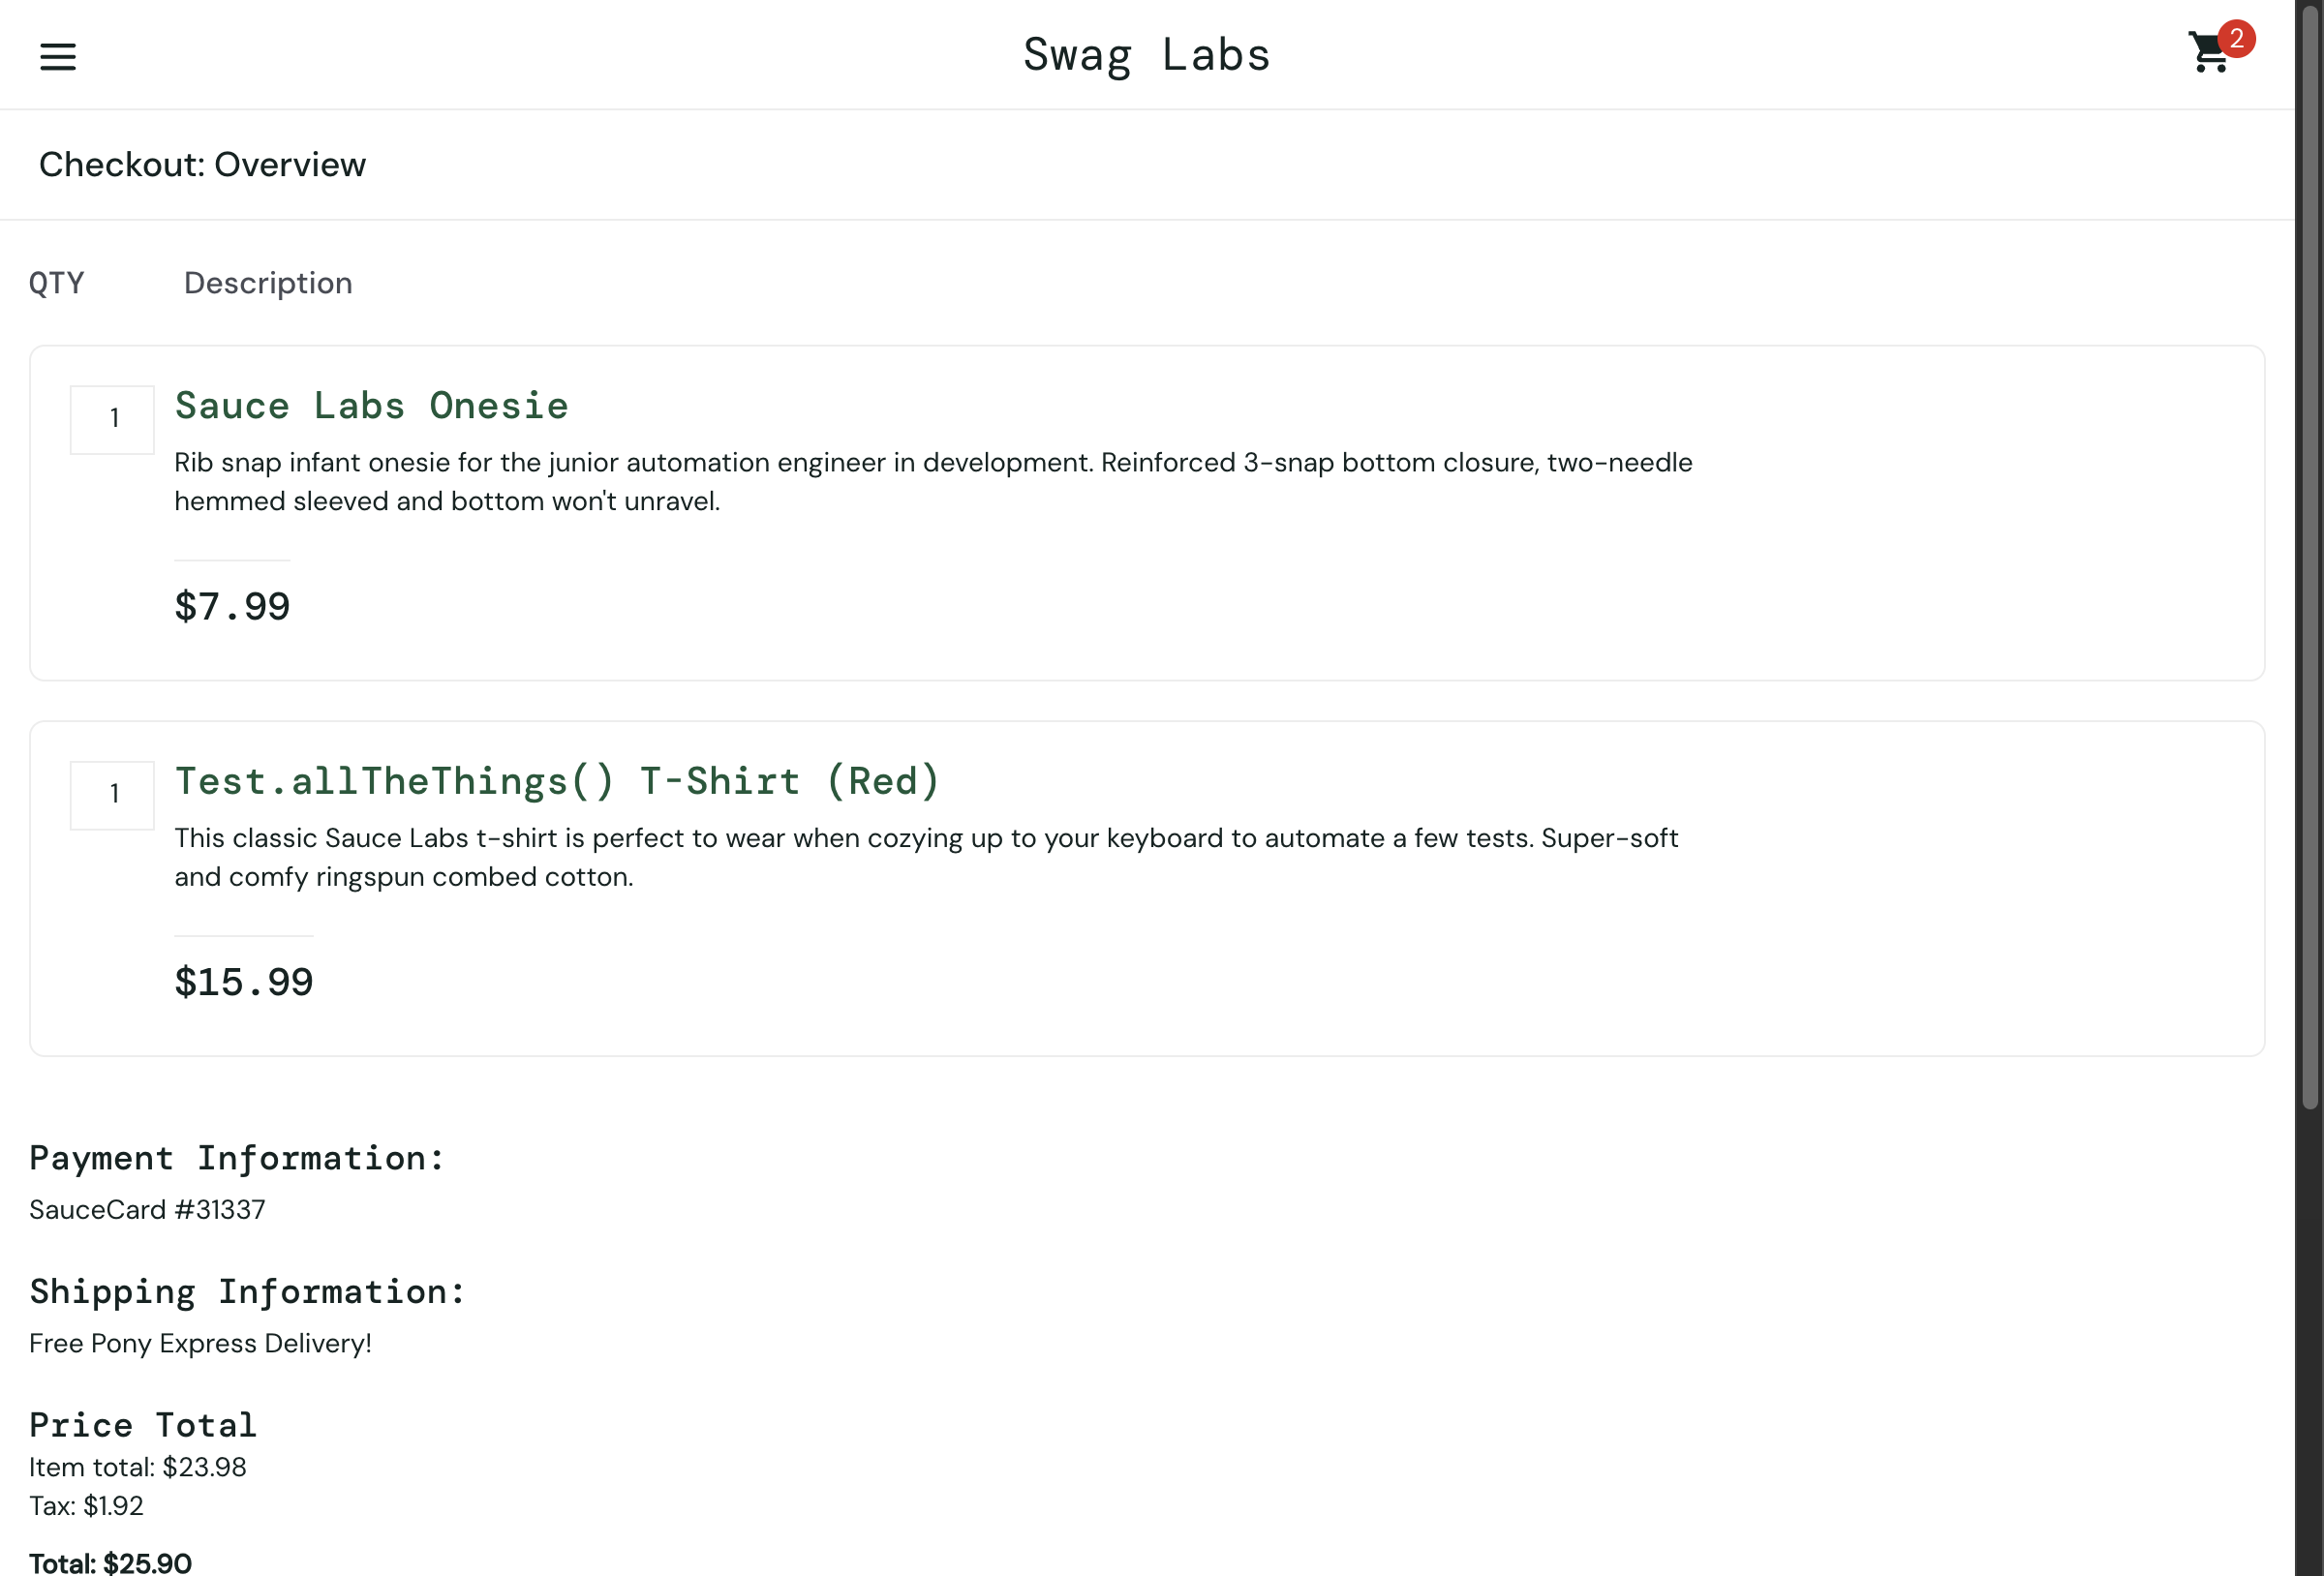 Swag Labs
2
Checkout: Overview
QTY Description
1
Sauce Labs Onesie
Rib snap infant onesie for the junior automation engineer in development. Reinforced 3-snap bottom closure, two-needle
hemmed sleeved and bottom won't unravel.
$7.99
1
Test.allTheThings() T-Shirt (Red)
This classic Sauce Labs t-shirt is perfect to wear when cozying up to your keyboard to automate a few tests. Super-soft
and comfy ringspun combed cotton.
$15.99
Payment Information:
SauceCard #31337
Shipping Information:
Free Pony Express Delivery!
Price Total
Item total: $23.98
Tax: $1.92
Total: $25.90